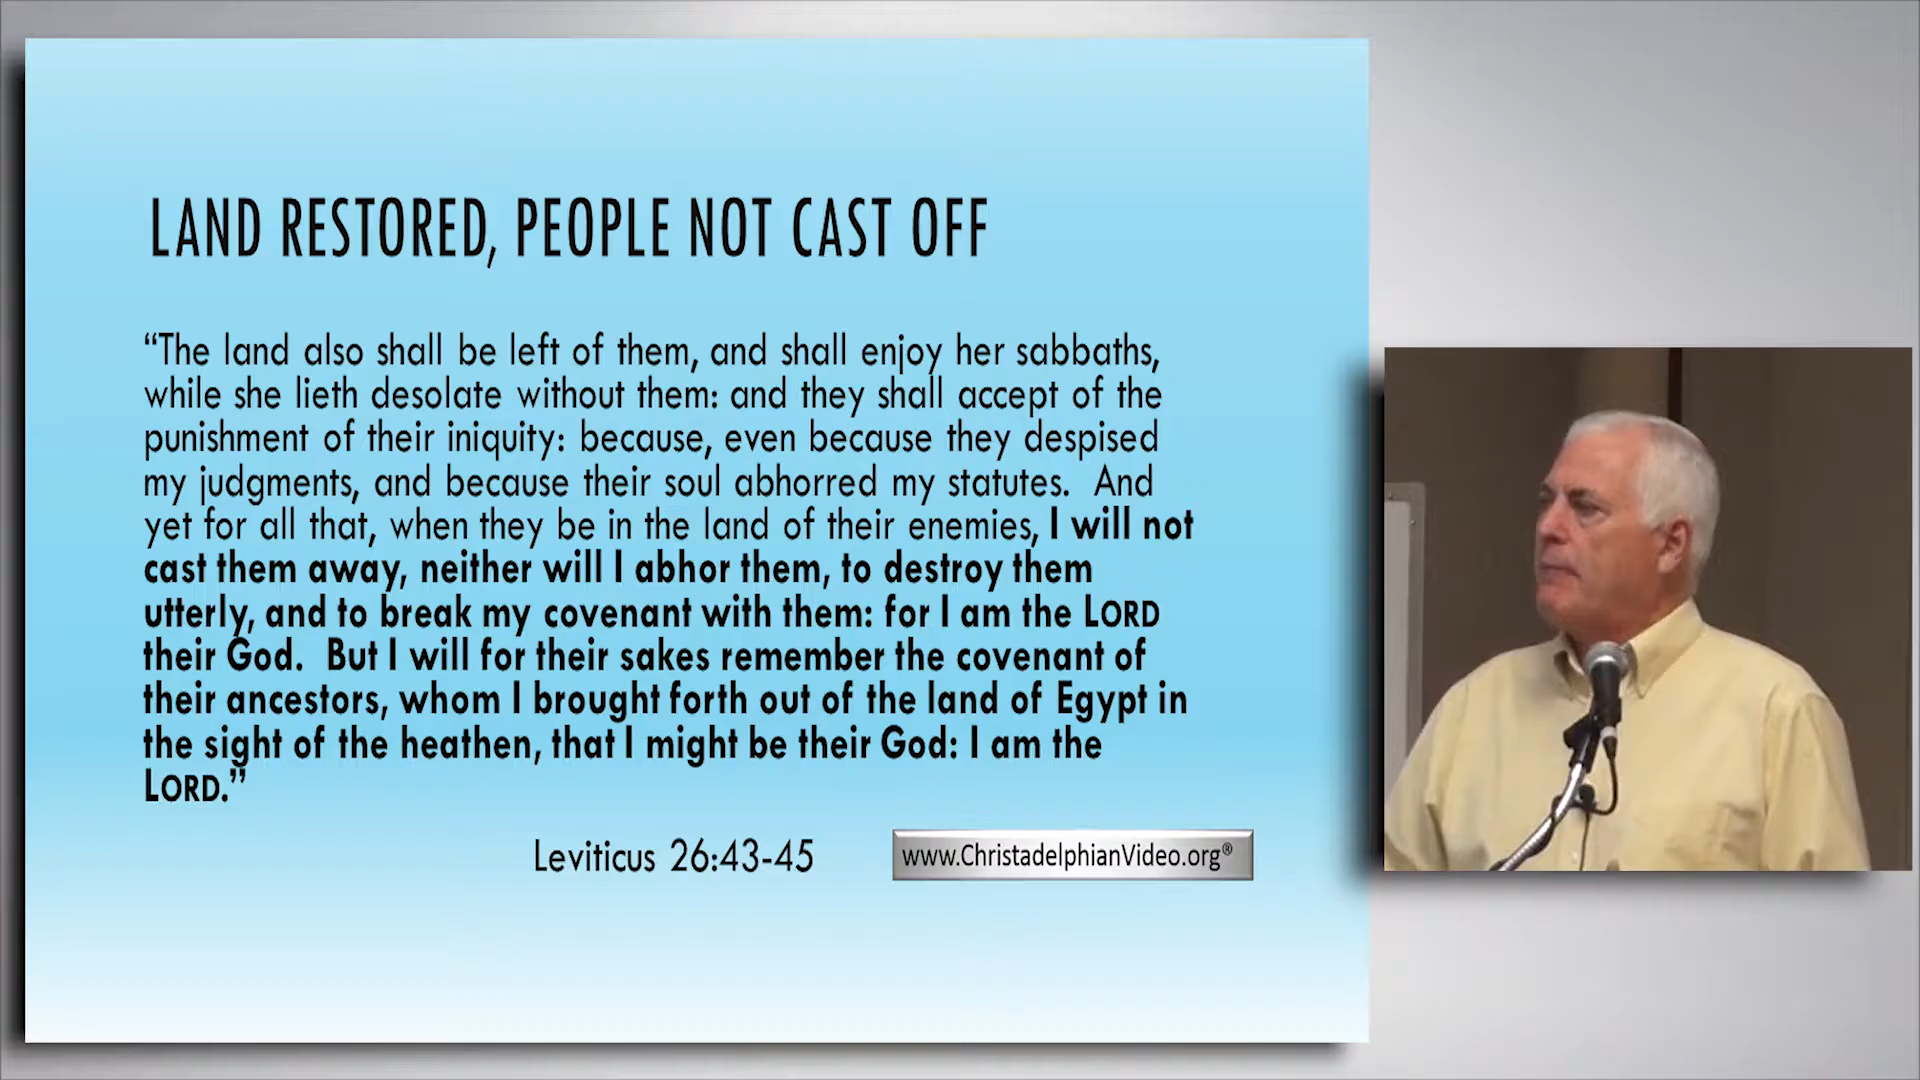 LAND RESTORED, PEOPLE NOT CAST OFF
“The land also shall be left of them, and shall enjoy her sabbaths,
while she lieth desolate without them: and they shall accept of the
punishment of their iniquity: because, even because they despised
my judgments, and because their soul abhorred my statutes.  And
yet for all that, when they be in the land of their enemies, I will not
cast them away, neither will I abhor them, to destroy them
utterly, and to break my covenant with them: for I am the LORD
their God.  But I will for their sakes remember the covenant of
their ancestors, whom I brought forth out of the land of Egypt in
the sight of the heathen, that I might be their God: I am the
LORD.”
Leviticus 26:43-45
www.ChristadelphianVideo.org®